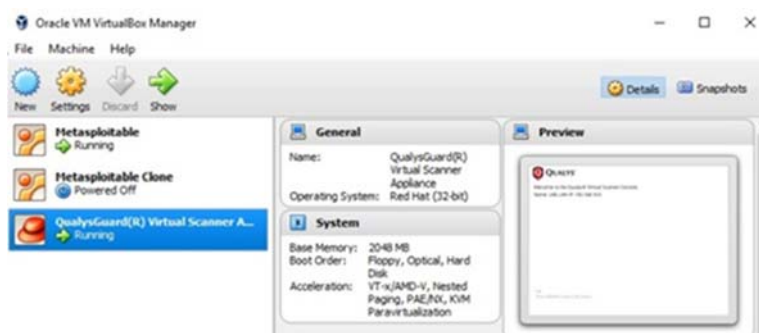 Oracle VM VirtualBox Manager
File Machine Help
New Settings Discard Show
Details Snapshots
Metasploitable
Running
Metasploitable Clone
Powered Off
QualysGuard(R) Virtual Scanner A...
Running
General
Name: QualysGuard(R)
Virtual Scanner
Appliance
Operating System: Red Hat (32-bit)
System
Base Memory: 2048 MB
Boot Order: Floppy, Optical, Hard
Disk
Acceleration: VT-x/AMD-V, Nested
Paging, PAE/NX, KVM
Paravirtualization
Preview
QUALYS